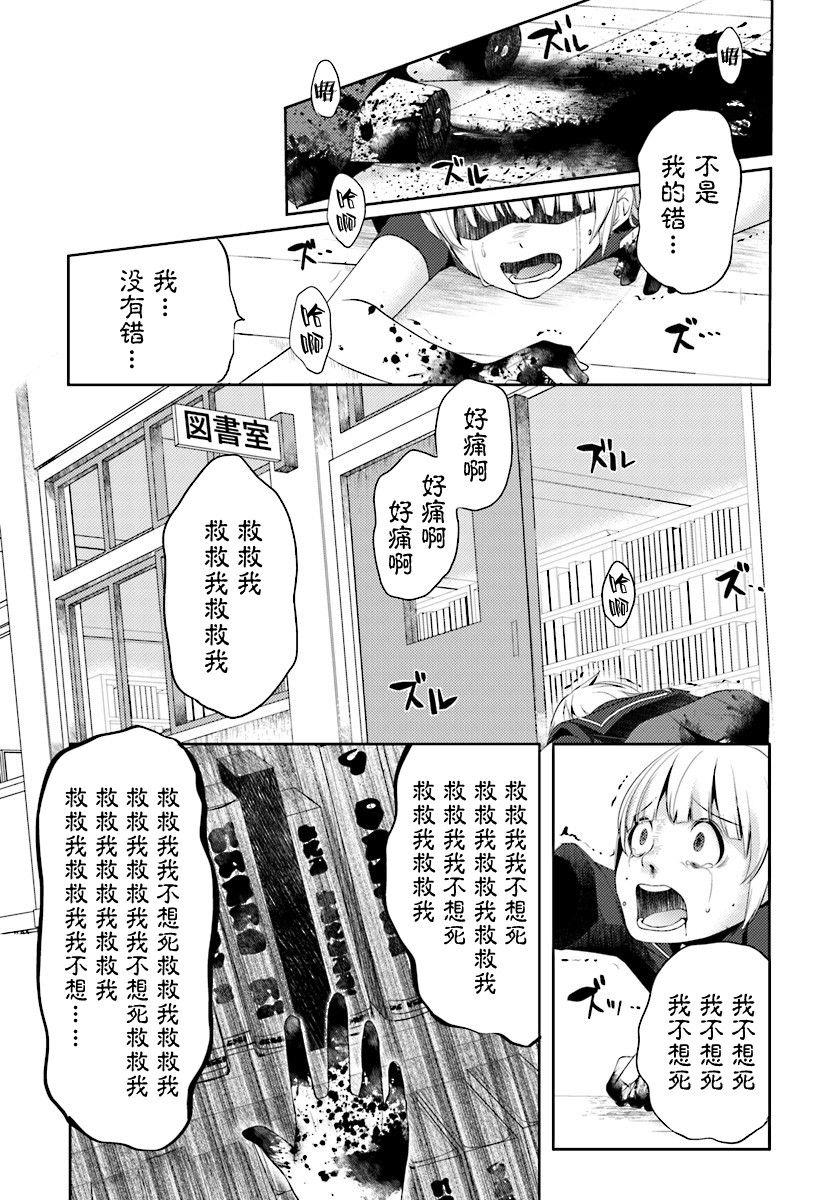 ズル
ズル
不是
我的错…
哈啊
哈啊
ズ…
我…
没有错…
図書室
ズル
好痛啊
好痛啊
好痛啊
救救我
救救我救救我
ズ…
哈啊
ズル
我不想死
我不想死
我不想死
救救我我不想死
救救我救救我救救我
救救我我不想死
救救我救救我
救救我我不想死救救我救救我
救救我救救我我不想死救救我
救救我救救我救救我
救救我救救我我不想……